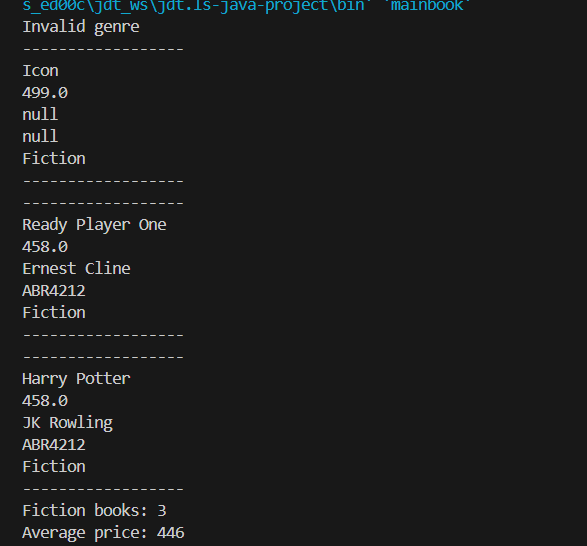 s_ed00c\jdt_ws\jdt.ls-java-project\bin' 'mainbook'
Invalid genre
------------------
Icon
499.0
null
null
Fiction
------------------
------------------
Ready Player One
458.0
Ernest Cline
ABR4212
Fiction
------------------
------------------
Harry Potter
458.0
JK Rowling
ABR4212
Fiction
------------------
Fiction books: 3
Average price: 446